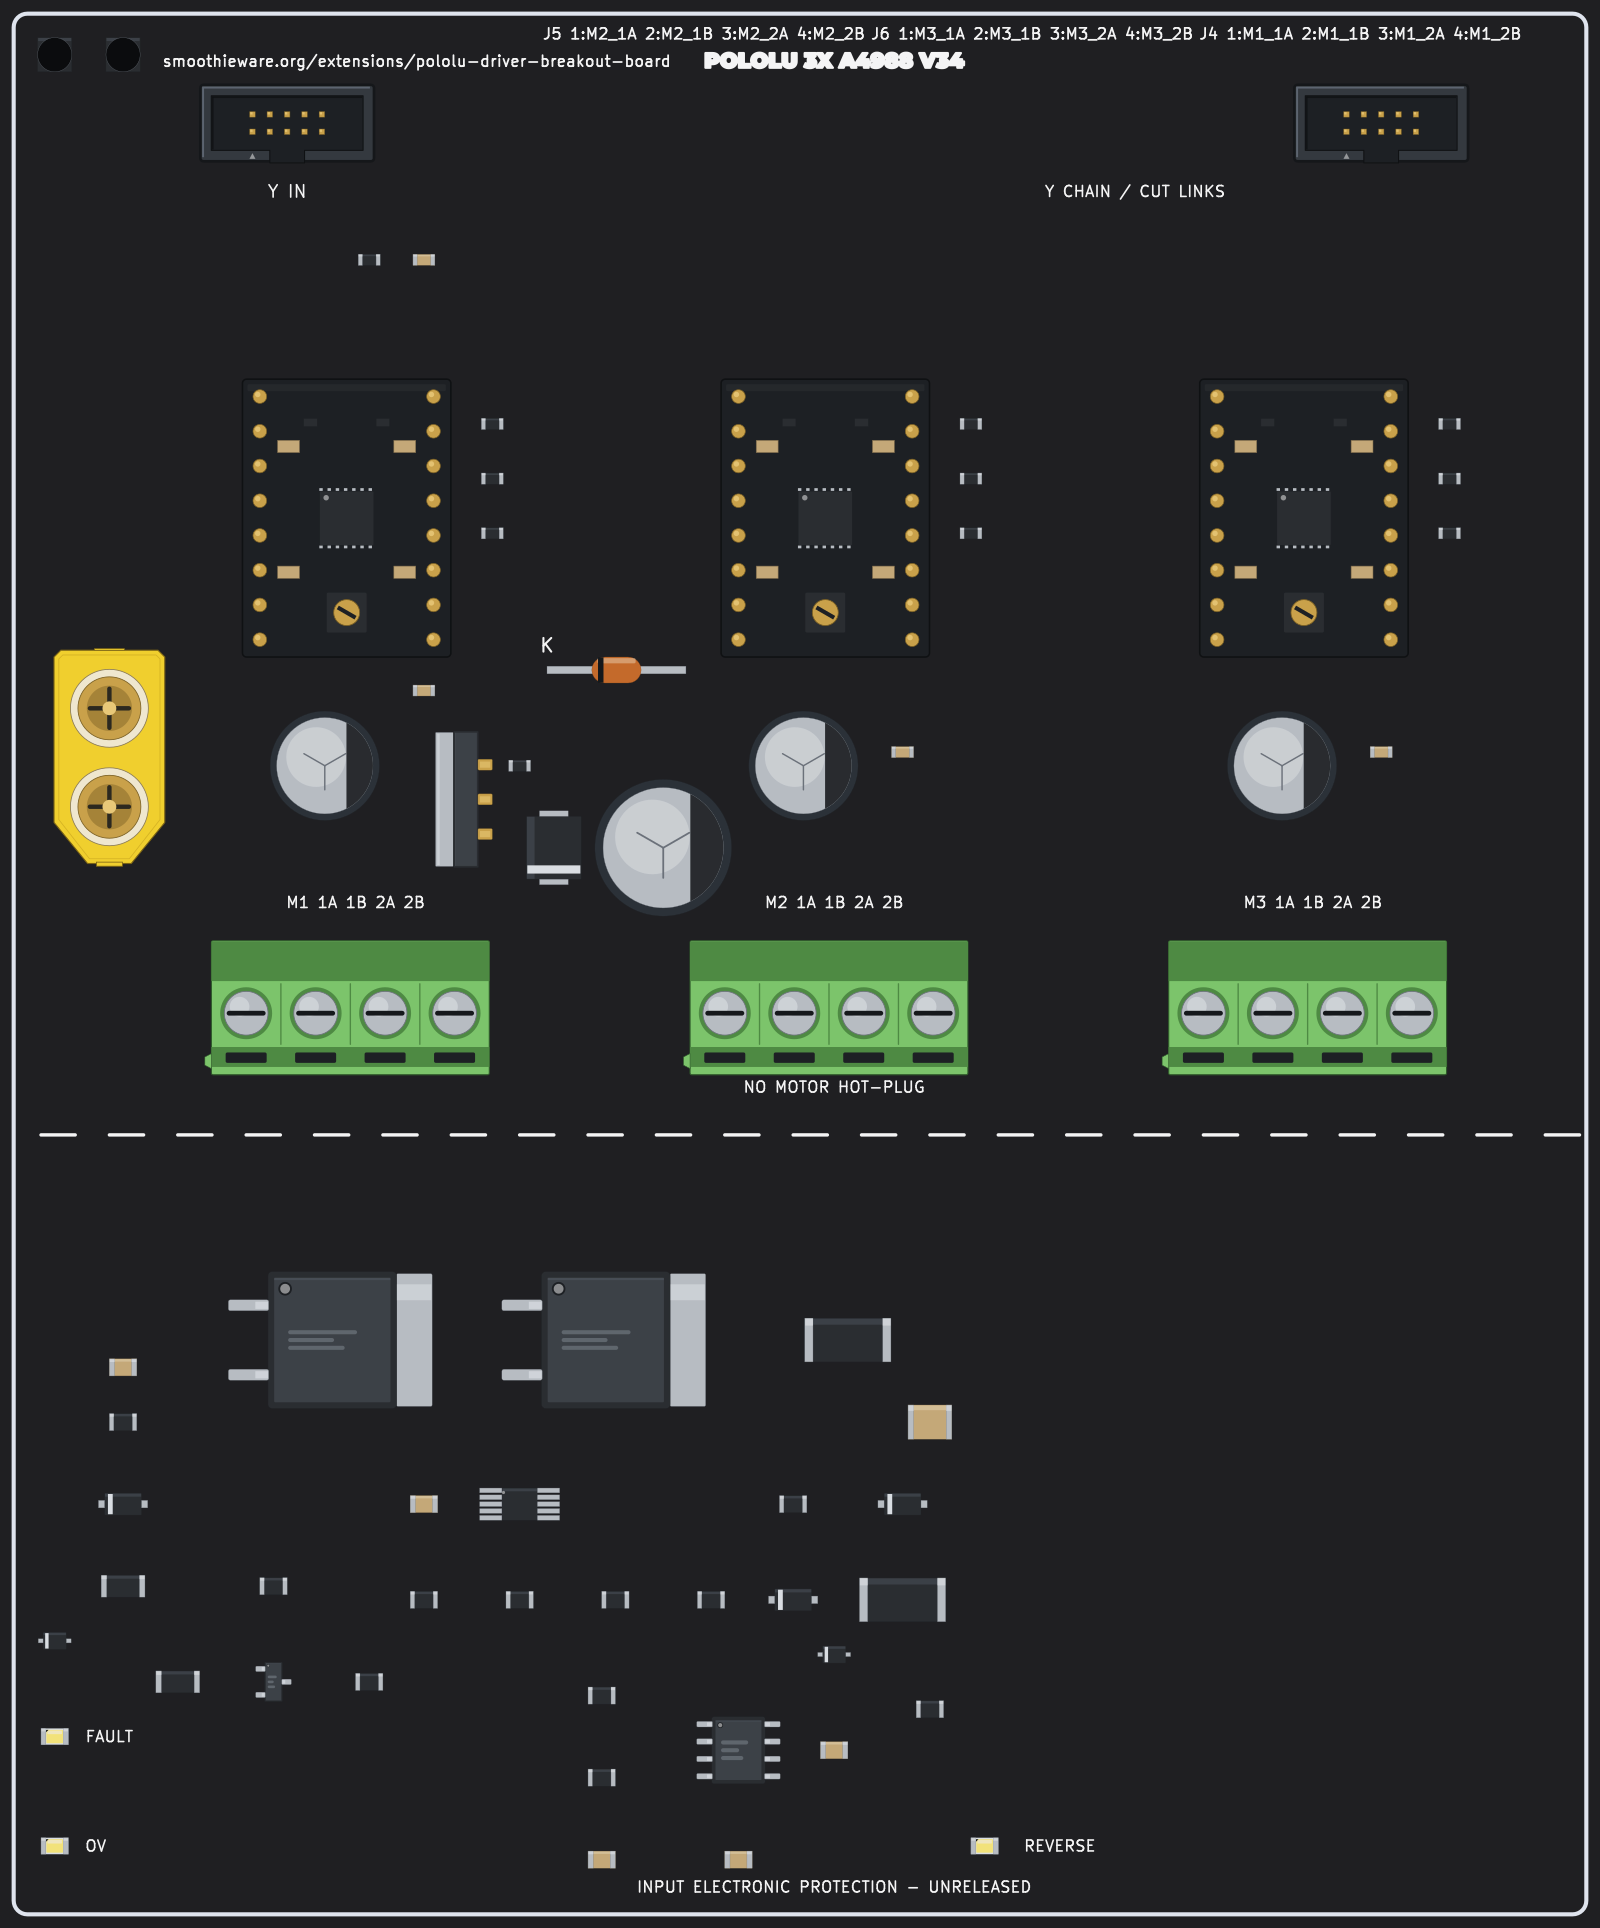 J5 1:M2_1A 2:M2_1B 3:M2_2A 4:M2_2B J6 1:M3_1A 2:M3_1B 3:M3_2A 4:M3_2B J4 1:M1_1A 2:M1_1B 3:M1_2A 4:M1_2B
smoothieware.org/extensions/pololu-driver-breakout-board POLOLU 3X A4988 V34
Y IN
Y CHAIN / CUT LINKS
K
M1 1A 1B 2A 2B
M2 1A 1B 2A 2B
M3 1A 1B 2A 2B
NO MOTOR HOT-PLUG
FAULT
OV
REVERSE
INPUT ELECTRONIC PROTECTION – UNRELEASED